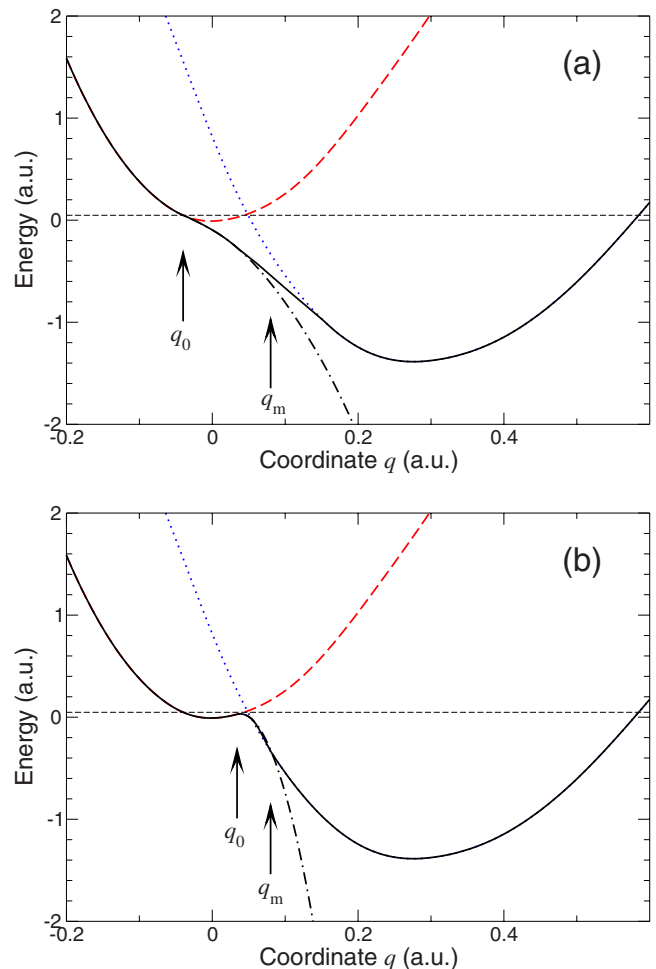 2
(a)
1
Energy (a.u.)
0
-1
q0
qm
-2
-0.2
0
0.2
0.4
Coordinate q (a.u.)
2
(b)
1
Energy (a.u.)
0
-1
q0
qm
-2
-0.2
0
0.2
0.4
Coordinate q (a.u.)